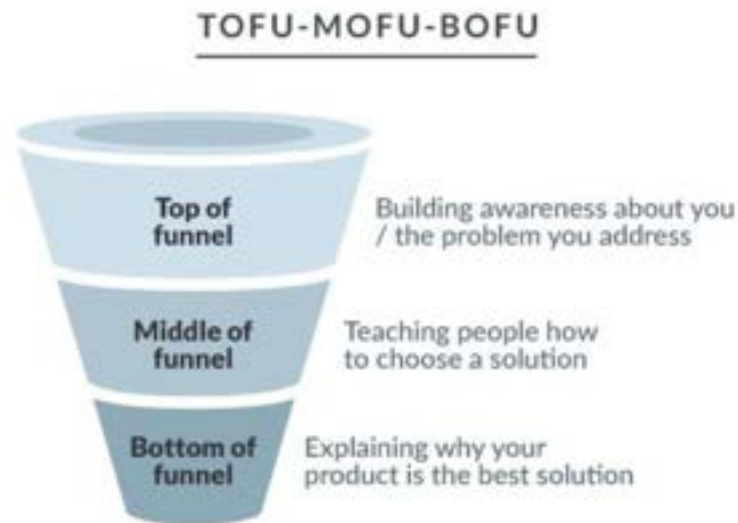 TOFU-MOFU-BOFU
Top of
funnel
Building awareness about you
/ the problem you address
Middle of
funnel
Teaching people how
to choose a solution
Bottom of
funnel
Explaining why your
product is the best solution